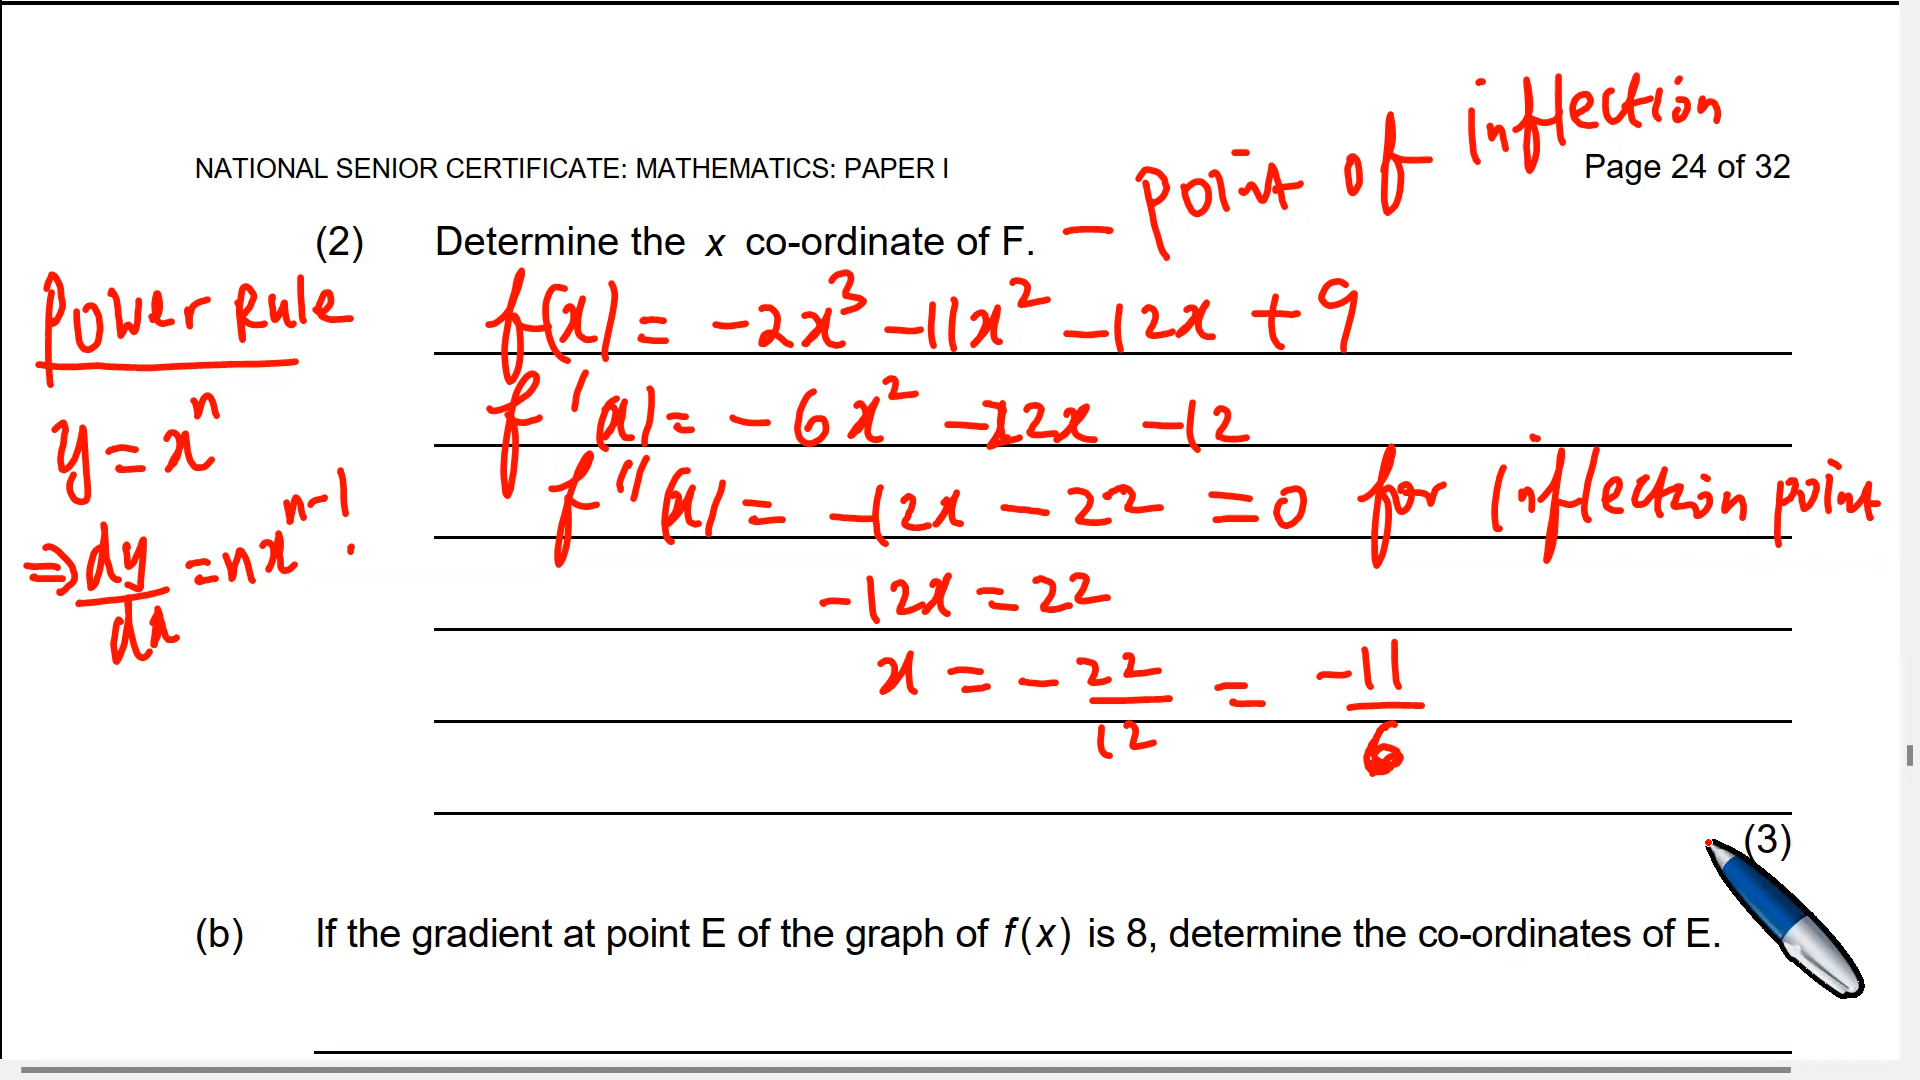 NATIONAL SENIOR CERTIFICATE: MATHEMATICS: PAPER I
Page 24 of 32
(2) Determine the x co-ordinate of F. – point of inflection
f(x) = -2x³ -11x² -12x + 9
f'(x) = -6x² -22x -12
f''(x) = -12x - 22 = 0 for inflection point
-12x = 22
x = -22/12 = -11/6
Power Rule
y = xⁿ
⇒ dy/dx = nxⁿ⁻¹.
(3)
(b) If the gradient at point E of the graph of f(x) is 8, determine the co-ordinates of E.